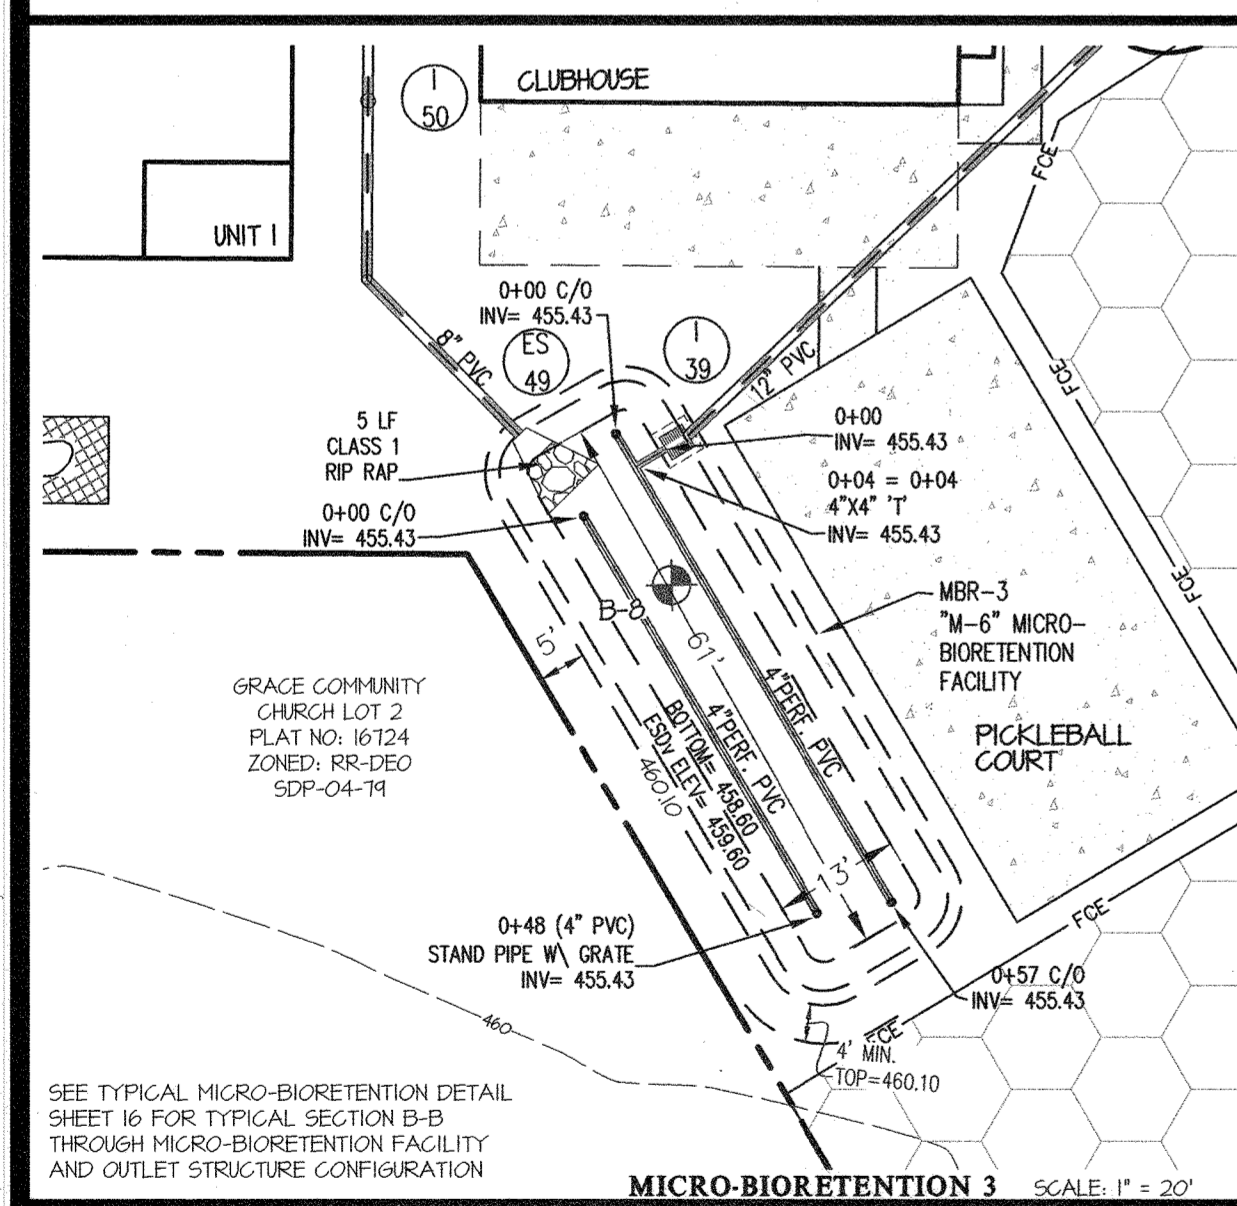 CLUBHOUSE
I
50
UNIT 1
0+00 C/O
INV= 455.43
ES
49
I
39
8" PVC
12" PVC
FCE
FCE
FCE
5 LF
CLASS 1
RIP RAP
0+00
INV= 455.43
0+04 = 0+04
4"X4" 'T'
INV= 455.43
0+00 C/O
INV= 455.43
B-8
5'
61'
MBR-3
"M-6" MICRO-
BIORETENTION
FACILITY
GRACE COMMUNITY
CHURCH LOT 2
PLAT NO: 16724
ZONED: RR-DEO
SDP-04-79
4"PERF. PVC
4"PERF. PVC
BOTTOM= 458.60
ESDv ELEV= 459.60
460.10
PICKLEBALL
COURT
13'
FCE
0+48 (4" PVC)
STAND PIPE W\ GRATE
INV= 455.43
0+57 C/O
INV= 455.43
460
FCE
4' MIN.
TOP=460.10
SEE TYPICAL MICRO-BIORETENTION DETAIL
SHEET 16 FOR TYPICAL SECTION B-B
THROUGH MICRO-BIORETENTION FACILITY
AND OUTLET STRUCTURE CONFIGURATION
MICRO-BIORETENTION 3 SCALE: 1" = 20'